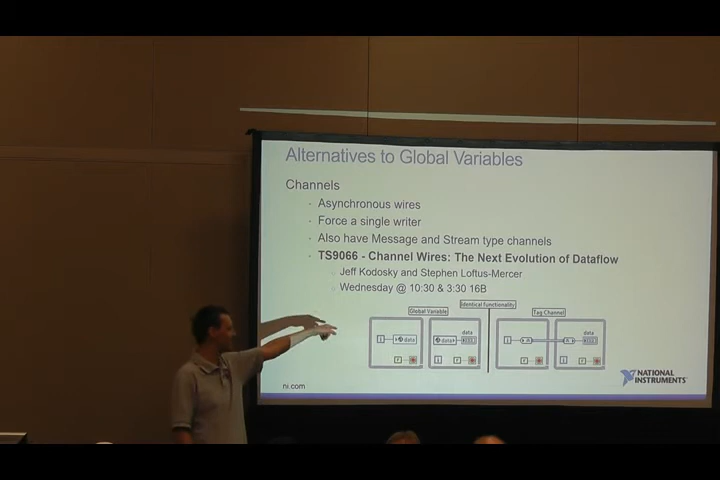 Alternatives to Global Variables
Channels
Asynchronous wires
Force a single writer
Also have Message and Stream type channels
TS9066 - Channel Wires: The Next Evolution of Dataflow
Jeff Kodosky and Stephen Loftus-Mercer
Wednesday @ 10:30 & 3:30 16B
Identical functionality
Global Variable
Tag Channel
data
data
data
data
i
i
i
i
ni.com
NATIONAL
INSTRUMENTS